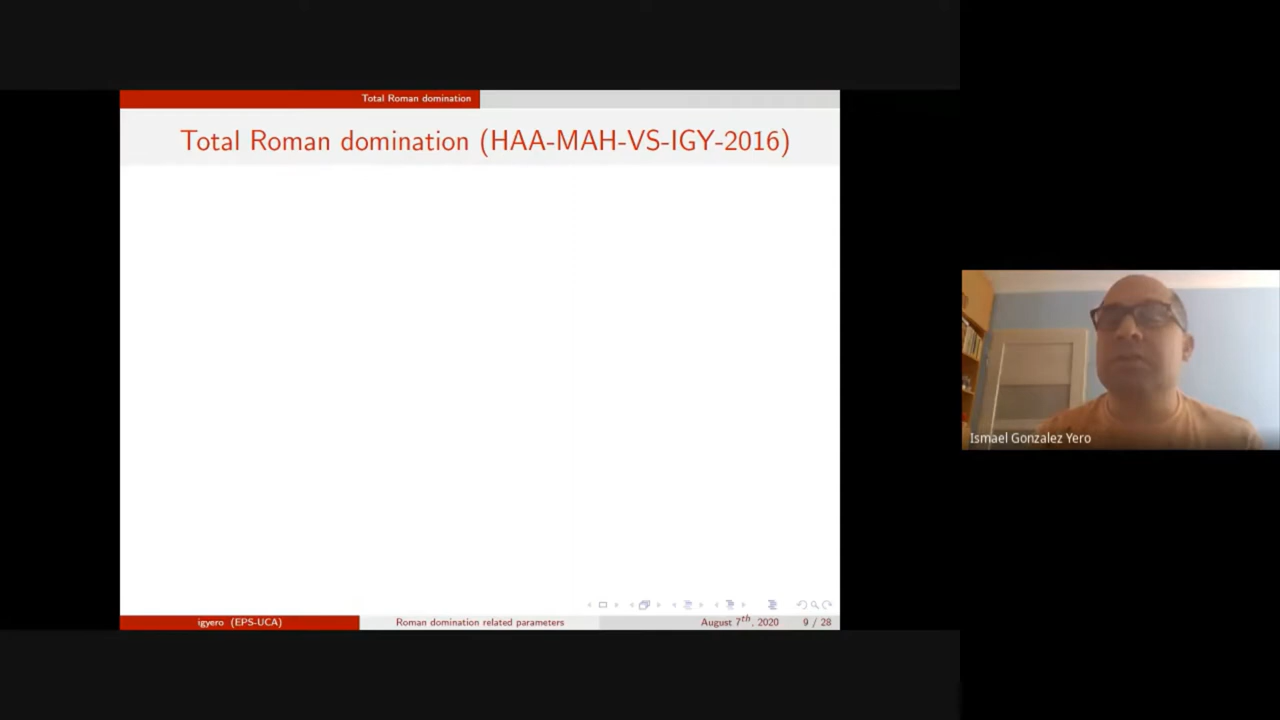 Total Roman domination
Total Roman domination (HAA-MAH-VS-IGY-2016)
Ismael Gonzalez Yero
igyero (EPS-UCA)
Roman domination related parameters
August 7th, 2020
9 / 28